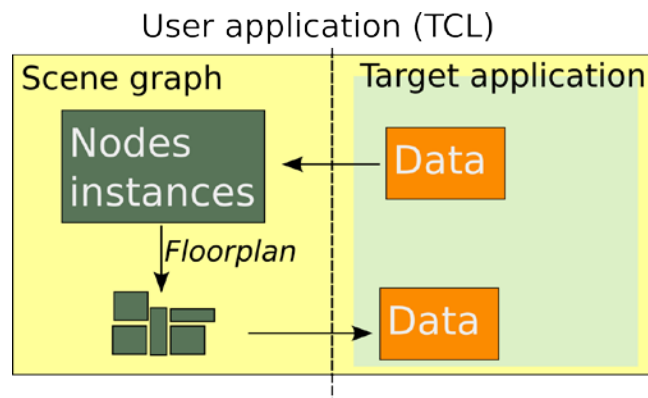 User application (TCL)
Scene graph
Target application
Nodes
instances
Data
Floorplan
Data